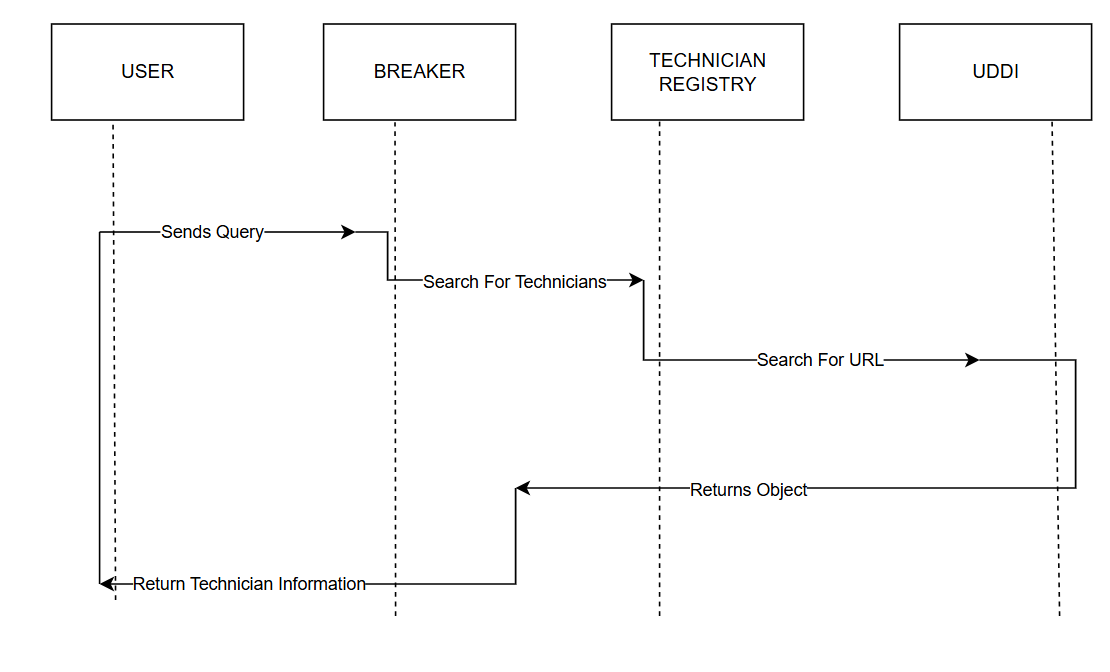 USER
BREAKER
TECHNICIAN
REGISTRY
UDDI
Sends Query
Search For Technicians
Search For URL
Returns Object
Return Technician Information